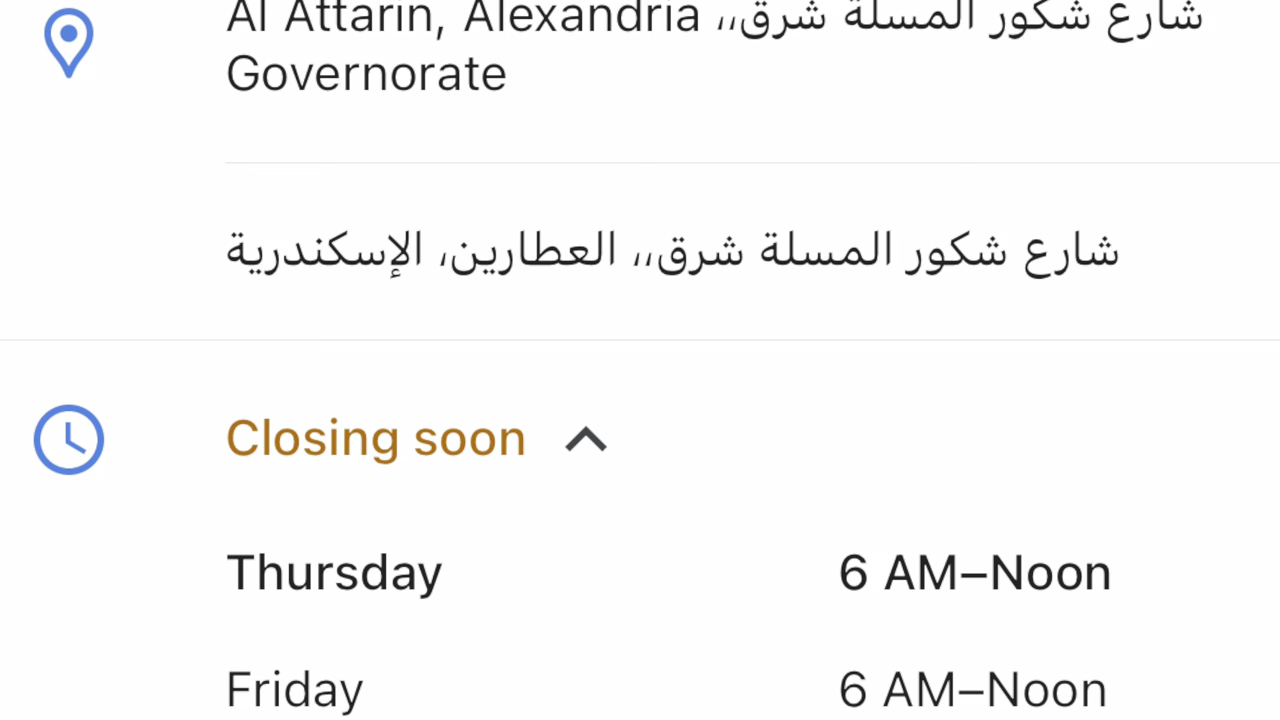 شارع شكور المسلة شرق،، Al Attarin, Alexandria
Governorate
شارع شكور المسلة شرق،، العطارين، الإسكندرية
Closing soon
Thursday 6 AM–Noon
Friday 6 AM–Noon